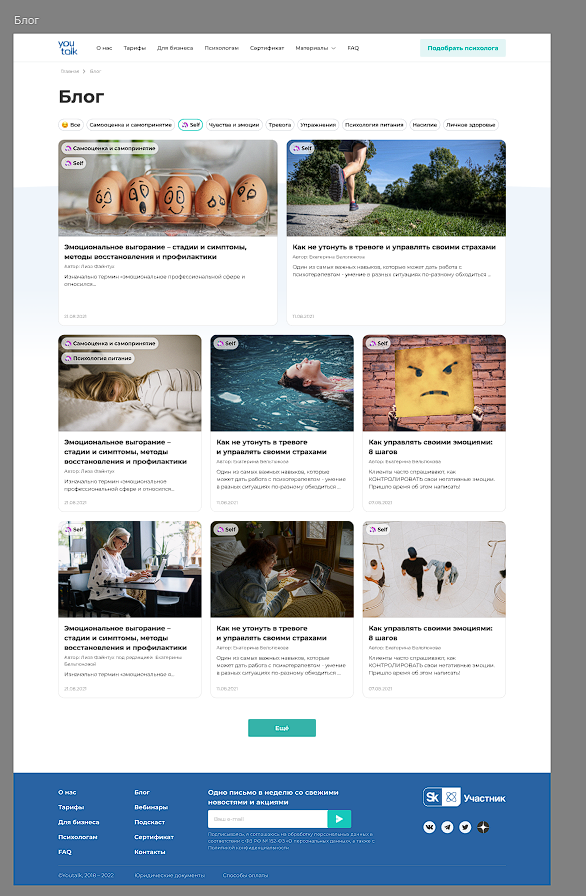 Блог
you
talk
О нас Тарифы Для бизнеса Психологам Сертификат Материалы FAQ
Подобрать психолога
Главная Блог
Блог
Все Самооценка и самопринятие Self Чувства и эмоции Тревога Упражнения Психология питания Насилие Личное здоровье
Самооценка и самопринятие
Self
Эмоциональное выгорание – стадии и симптомы,
методы восстановления и профилактики
Автор: Лиза
Изначально термин «эмоциональное профессиональной сфере и
относился...
21.08.2021
Self
Как не утонуть в тревоге и управлять своими страхами
Автор: Екатерина
Один из самых важных навыков, которые может дать работа с
психотерапевтом - умение в разных ситуациях по-разному обходиться ...
11.08.2021
Самооценка и самопринятие
Психология питания
Эмоциональное выгорание –
стадии и симптомы, методы
восстановления и профилактики
Автор: Лиза
Изначально термин «эмоциональное
профессиональной сфере и относился...
21.08.2021
Self
Как не утонуть в тревоге
и управлять своими страхами
Автор: Екатерина
Один из самых важных навыков, которые
может дать работа с психотерапевтом - умение
в разных ситуациях по-разному обходиться ...
11.08.2021
Self
Как управлять своими эмоциями:
8 шагов
Автор: Екатерина
Клиенты часто спрашивают, как
КОНТРОЛИРОВАТЬ свои негативные эмоции.
Пришло время об этом написать!
07.08.2021
Self
Эмоциональное выгорание –
стадии и симптомы, методы
восстановления и профилактики
Автор: Лиза под редакцией Екатерины
Изначально термин «эмоциональное в...
21.08.2021
Self
Как не утонуть в тревоге
и управлять своими страхами
Автор: Екатерина
Один из самых важных навыков, которые
может дать работа с психотерапевтом - умение
в разных ситуациях по-разному обходиться ...
11.08.2021
Self
Как управлять своими эмоциями:
8 шагов
Автор: Екатерина
Клиенты часто спрашивают, как
КОНТРОЛИРОВАТЬ свои негативные эмоции.
Пришло время об этом написать!
07.08.2021
Ещё
О нас
Тарифы
Для бизнеса
Психологам
FAQ
Блог
Вебинары
Подкаст
Сертификат
Контакты
Одно письмо в неделю со свежими
новостями и акциями
Ваш e-mail
Подписываясь, я соглашаюсь на обработку персональных данных в
соответствии с ФЗ РФ № 152-ФЗ «О персональных данных», а также с
Политикой конфиденциальности
Sk Участник
©Youtalk, 2018 – 2022 Юридические документы Способы оплаты